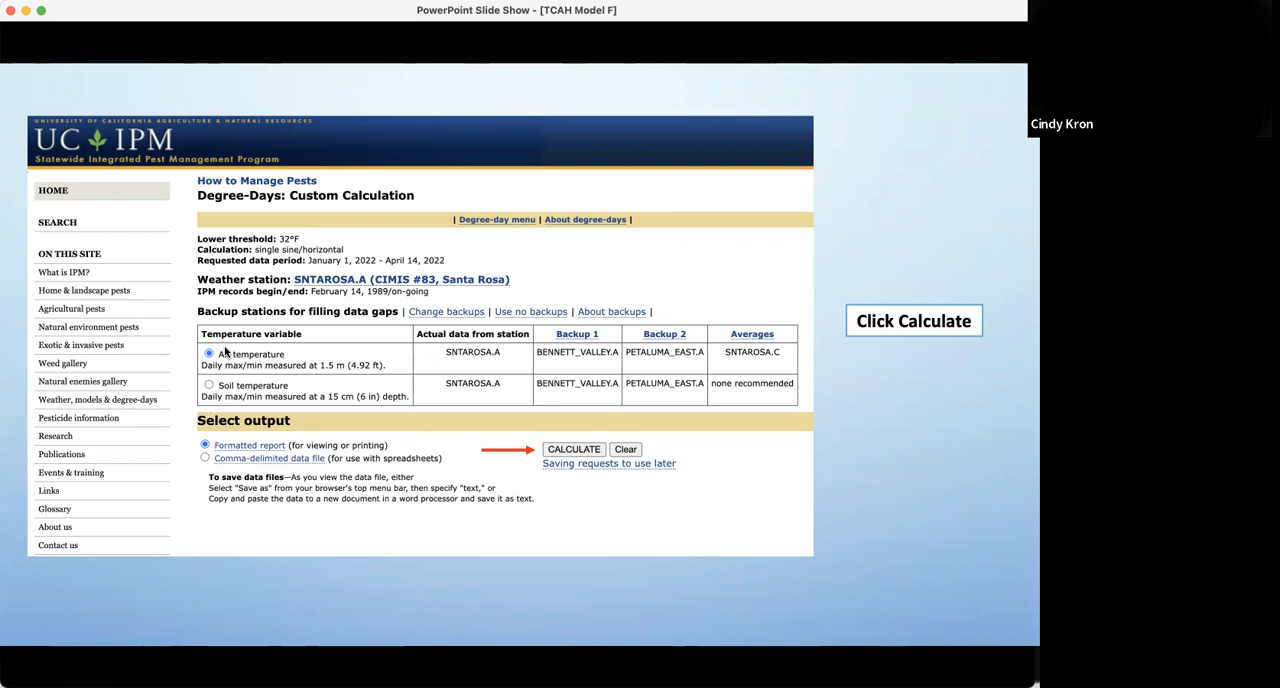 PowerPoint Slide Show - [TCAH Model F]
Cindy Kron
UNIVERSITY OF CALIFORNIA AGRICULTURE & NATURAL RESOURCES
UC IPM
Statewide Integrated Pest Management Program
HOME
SEARCH
ON THIS SITE
What is IPM?
Home & landscape pests
Agricultural pests
Natural environment pests
Exotic & invasive pests
Weed gallery
Natural enemies gallery
Weather, models & degree-days
Pesticide information
Research
Publications
Events & training
Links
Glossary
About us
Contact us
How to Manage Pests
Degree-Days: Custom Calculation
| Degree-day menu | About degree-days |
Lower threshold: 32°F
Calculation: single sine/horizontal
Requested data period: January 1, 2022 - April 14, 2022
Weather station: SNTAROSA.A (CIMIS #83, Santa Rosa)
IPM records begin/end: February 14, 1989/on-going
Backup stations for filling data gaps | Change backups | Use no backups | About backups |
Temperature variable Actual data from station Backup 1 Backup 2 Averages
Air temperature SNTAROSA.A BENNETT_VALLEY.A PETALUMA_EAST.A SNTAROSA.C
Daily max/min measured at 1.5 m (4.92 ft).
Soil temperature SNTAROSA.A BENNETT_VALLEY.A PETALUMA_EAST.A none recommended
Daily max/min measured at a 15 cm (6 in) depth.
Select output
Formatted report (for viewing or printing)
Comma-delimited data file (for use with spreadsheets)
CALCULATE Clear
Saving requests to use later
To save data files—As you view the data file, either
Select "Save as" from your browser's top menu bar, then specify "text," or
Copy and paste the data to a new document in a word processor and save it as text.
Click Calculate